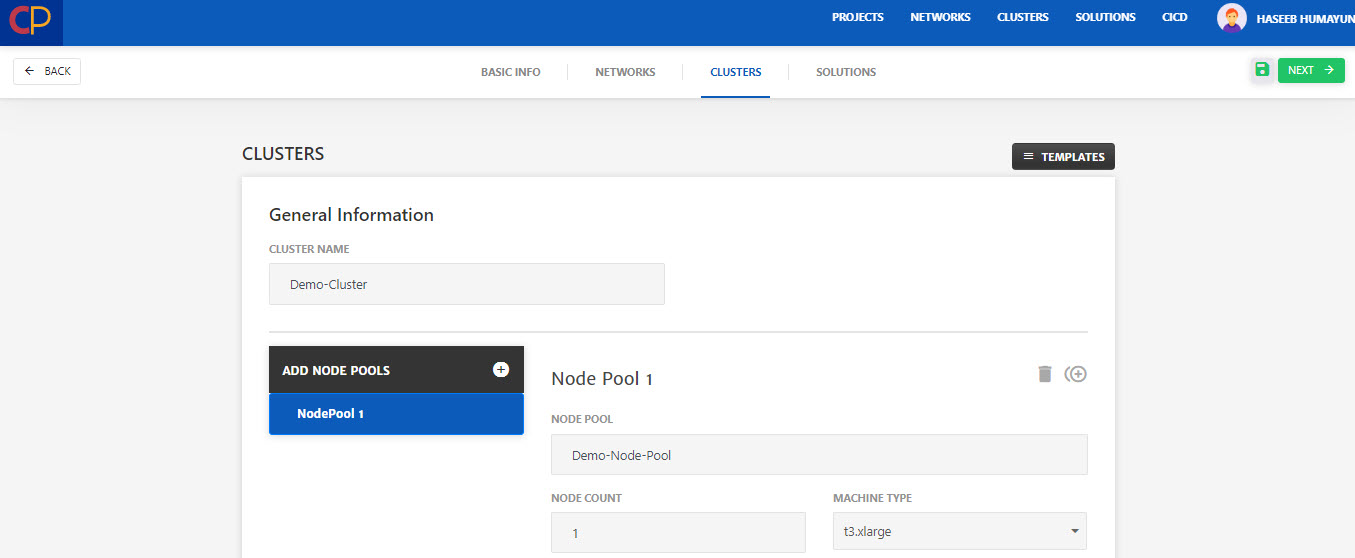 CP
PROJECTS NETWORKS CLUSTERS SOLUTIONS CICD HASEEB HUMAYUN
BACK BASIC INFO NETWORKS CLUSTERS SOLUTIONS NEXT
CLUSTERS TEMPLATES
General Information
CLUSTER NAME
Demo-Cluster
ADD NODE POOLS
NodePool 1
Node Pool 1
NODE POOL
Demo-Node-Pool
NODE COUNT MACHINE TYPE
1 t3.xlarge